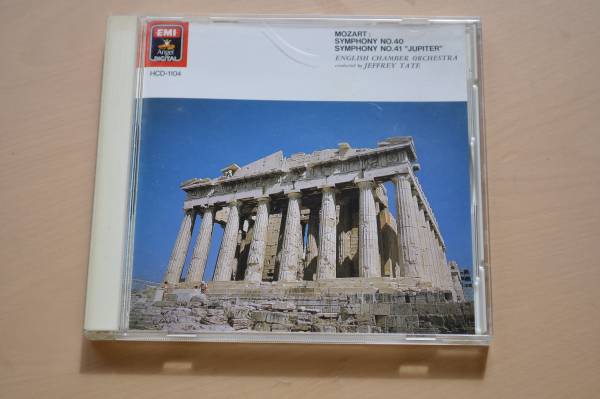 EMI
Angel
DIGITAL
HCD-1104
MOZART:
SYMPHONY NO.40
SYMPHONY NO.41 "JUPITER"
ENGLISH CHAMBER ORCHESTRA
conducted by JEFFREY TATE